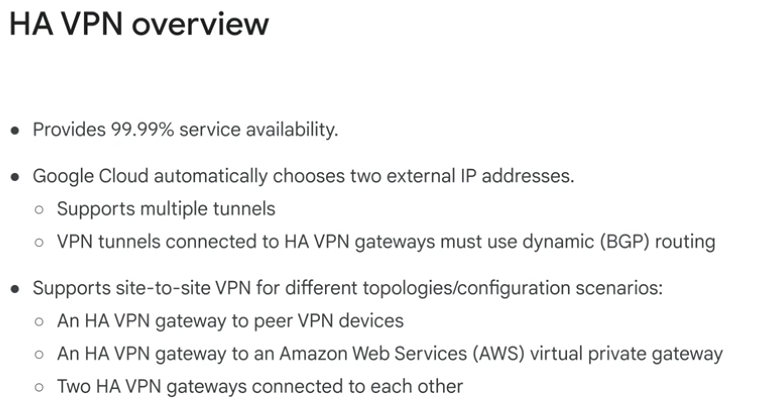 HA VPN overview
● Provides 99.99% service availability.
● Google Cloud automatically chooses two external IP addresses.
○ Supports multiple tunnels
○ VPN tunnels connected to HA VPN gateways must use dynamic (BGP) routing
● Supports site-to-site VPN for different topologies/configuration scenarios:
○ An HA VPN gateway to peer VPN devices
○ An HA VPN gateway to an Amazon Web Services (AWS) virtual private gateway
○ Two HA VPN gateways connected to each other